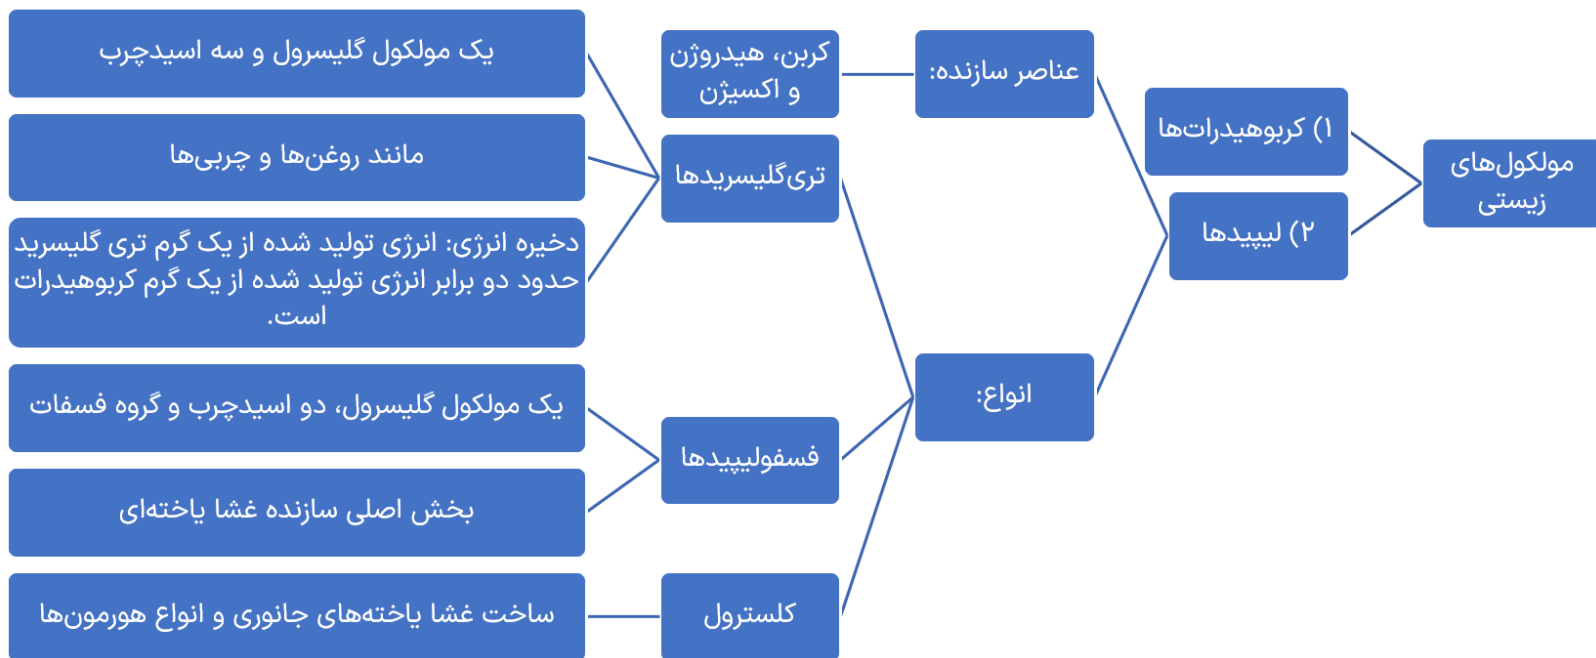 مولکول‌های
زیستی
۱) کربوهیدرات‌ها
۲) لیپیدها
عناصر سازنده:
کربن، هیدروژن
و اکسیژن
انواع:
تری‌گلیسریدها
یک مولکول گلیسرول و سه اسیدچرب
مانند روغن‌ها و چربی‌ها
ذخیره انرژی: انرژی تولید شده از یک گرم تری گلیسرید
حدود دو برابر انرژی تولید شده از یک گرم کربوهیدرات
است.
فسفولیپیدها
یک مولکول گلیسرول، دو اسیدچرب و گروه فسفات
بخش اصلی سازنده غشا یاخته‌ای
کلسترول
ساخت غشا یاخته‌های جانوری و انواع هورمون‌ها